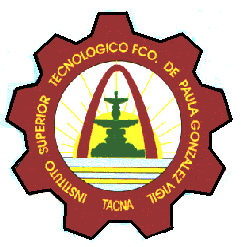 INSTITUTO SUPERIOR TECNOLOGICO FCO. DE PAULA GONZALEZ VIGIL
TACNA